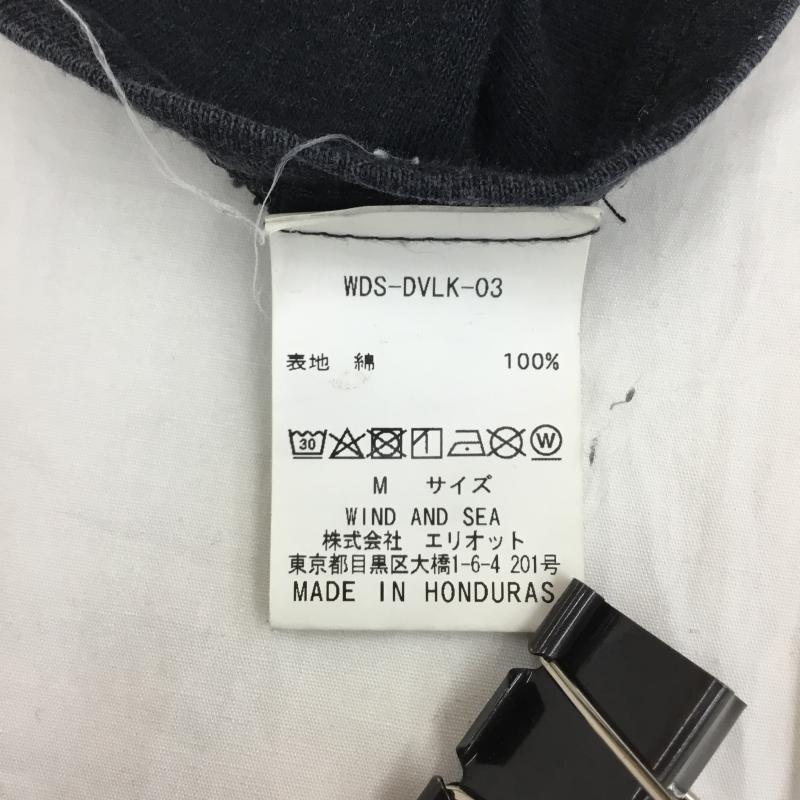 WDS-DVLK-03
表地 綿 100%
30 W
M サイズ
WIND AND SEA
株式会社 エリオット
東京都目黒区大橋1-6-4 201号
MADE IN HONDURAS